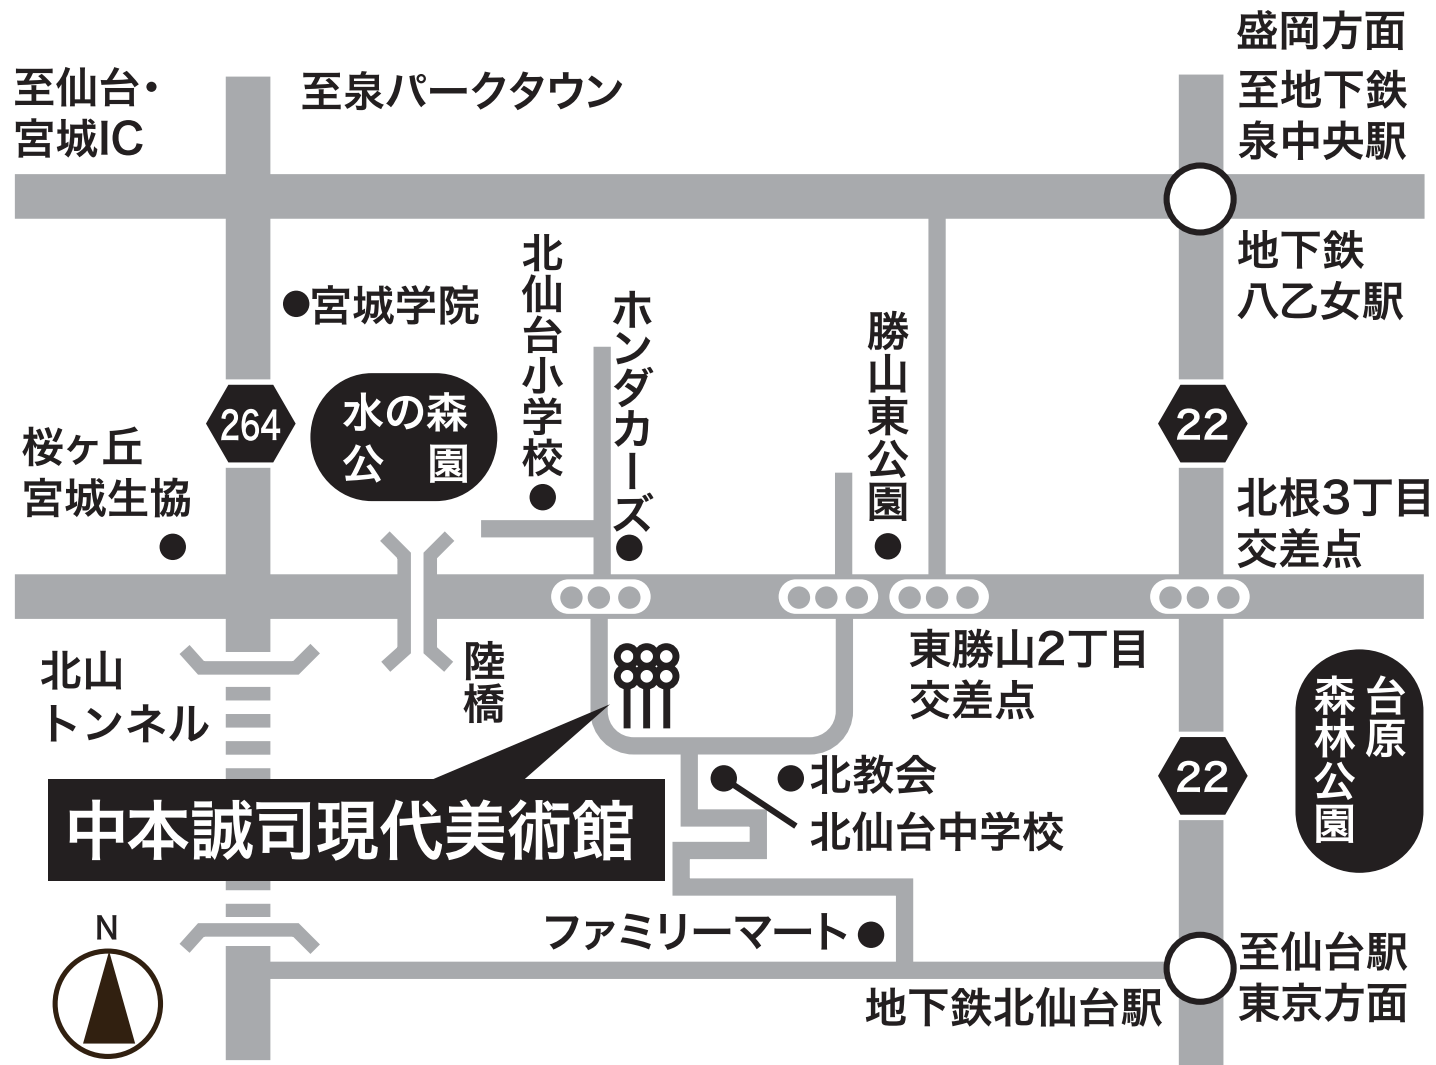 盛岡方面
至地下鉄
泉中央駅
至仙台・
宮城IC
至泉パークタウン
地下鉄
八乙女駅
宮城学院
北仙台小学校
ホンダカーズ
勝山東公園
264
水の森
公　園
22
桜ヶ丘
宮城生協
北根3丁目
交差点
北山
トンネル
陸橋
東勝山2丁目
交差点
台原
森林公園
22
北教会
北仙台中学校
中本誠司現代美術館
ファミリーマート
N
至仙台駅
東京方面
地下鉄北仙台駅